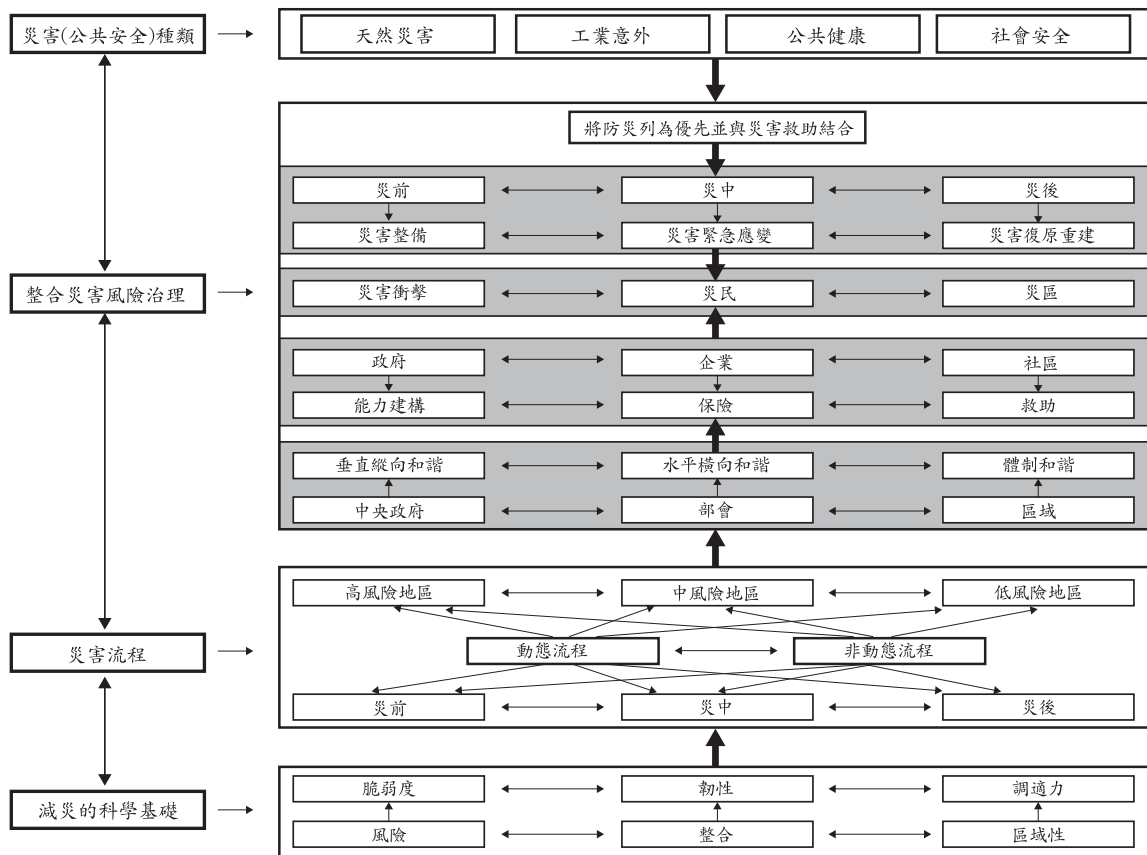 災害(公共安全)種類
天然災害
工業意外
公共健康
社會安全
將防災列為優先並與災害救助結合
災前
災中
災後
災害整備
災害緊急應變
災害復原重建
整合災害風險治理
災害衝擊
災民
災區
政府
企業
社區
能力建構
保險
救助
垂直縱向和諧
水平橫向和諧
體制和諧
中央政府
部會
區域
高風險地區
中風險地區
低風險地區
災害流程
動態流程
非動態流程
災前
災中
災後
減災的科學基礎
脆弱度
韌性
調適力
風險
整合
區域性